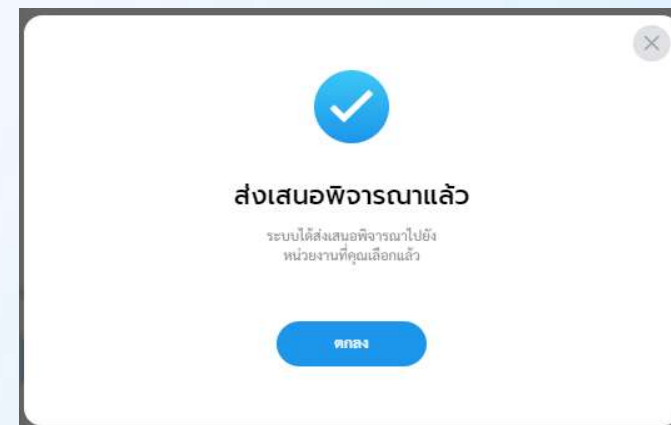 ส่งเสนอพิจารณาแล้ว
ระบบได้ส่งเสนอพิจารณาไปยัง
หน่วยงานที่คุณเลือกแล้ว
ตกลง